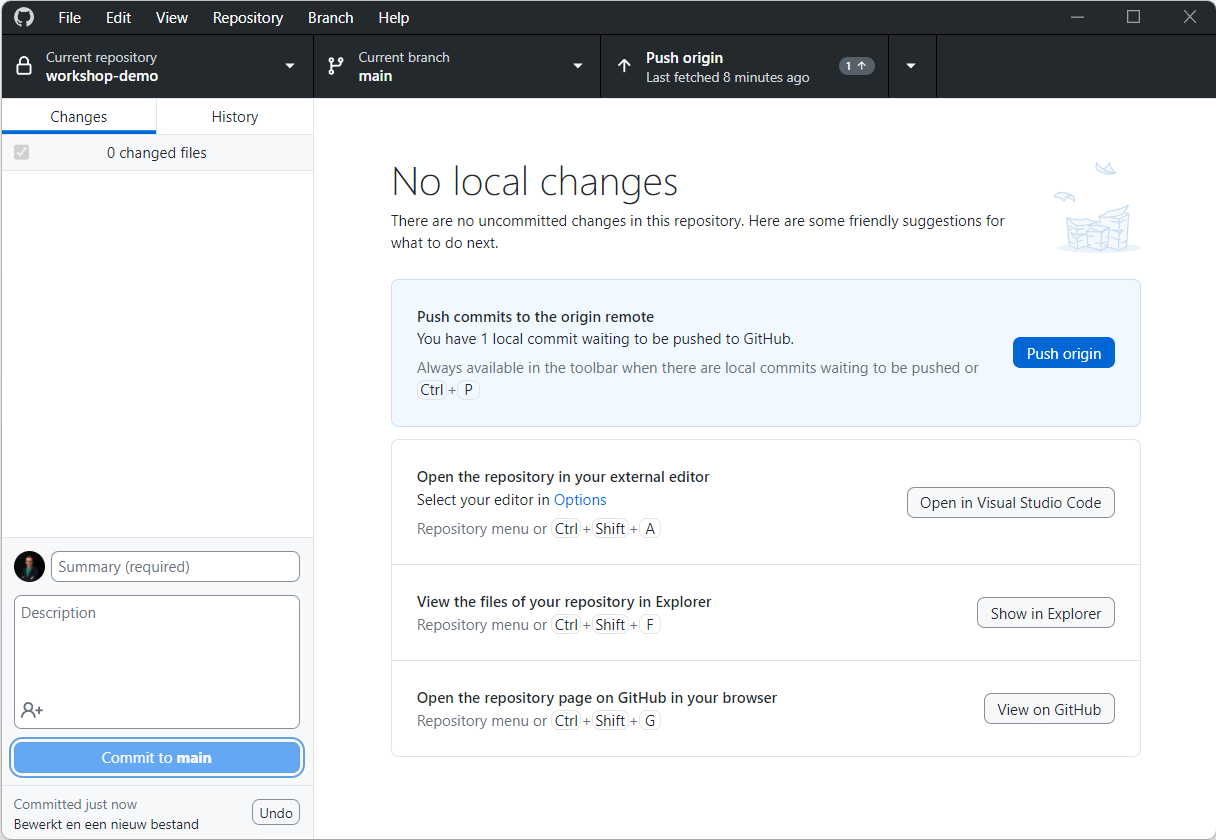 File Edit View Repository Branch Help
Current repository
workshop-demo
Current branch
main
Push origin
Last fetched 8 minutes ago
1
Changes
History
0 changed files
No local changes
There are no uncommitted changes in this repository. Here are some friendly suggestions for
what to do next.
Push commits to the origin remote
You have 1 local commit waiting to be pushed to GitHub.
Always available in the toolbar when there are local commits waiting to be pushed or
Ctrl + P
Push origin
Open the repository in your external editor
Select your editor in Options
Repository menu or Ctrl + Shift + A
Open in Visual Studio Code
View the files of your repository in Explorer
Repository menu or Ctrl + Shift + F
Show in Explorer
Open the repository page on GitHub in your browser
Repository menu or Ctrl + Shift + G
View on GitHub
Summary (required)
Description
Commit to main
Committed just now
Bewerkt en een nieuw bestand
Undo